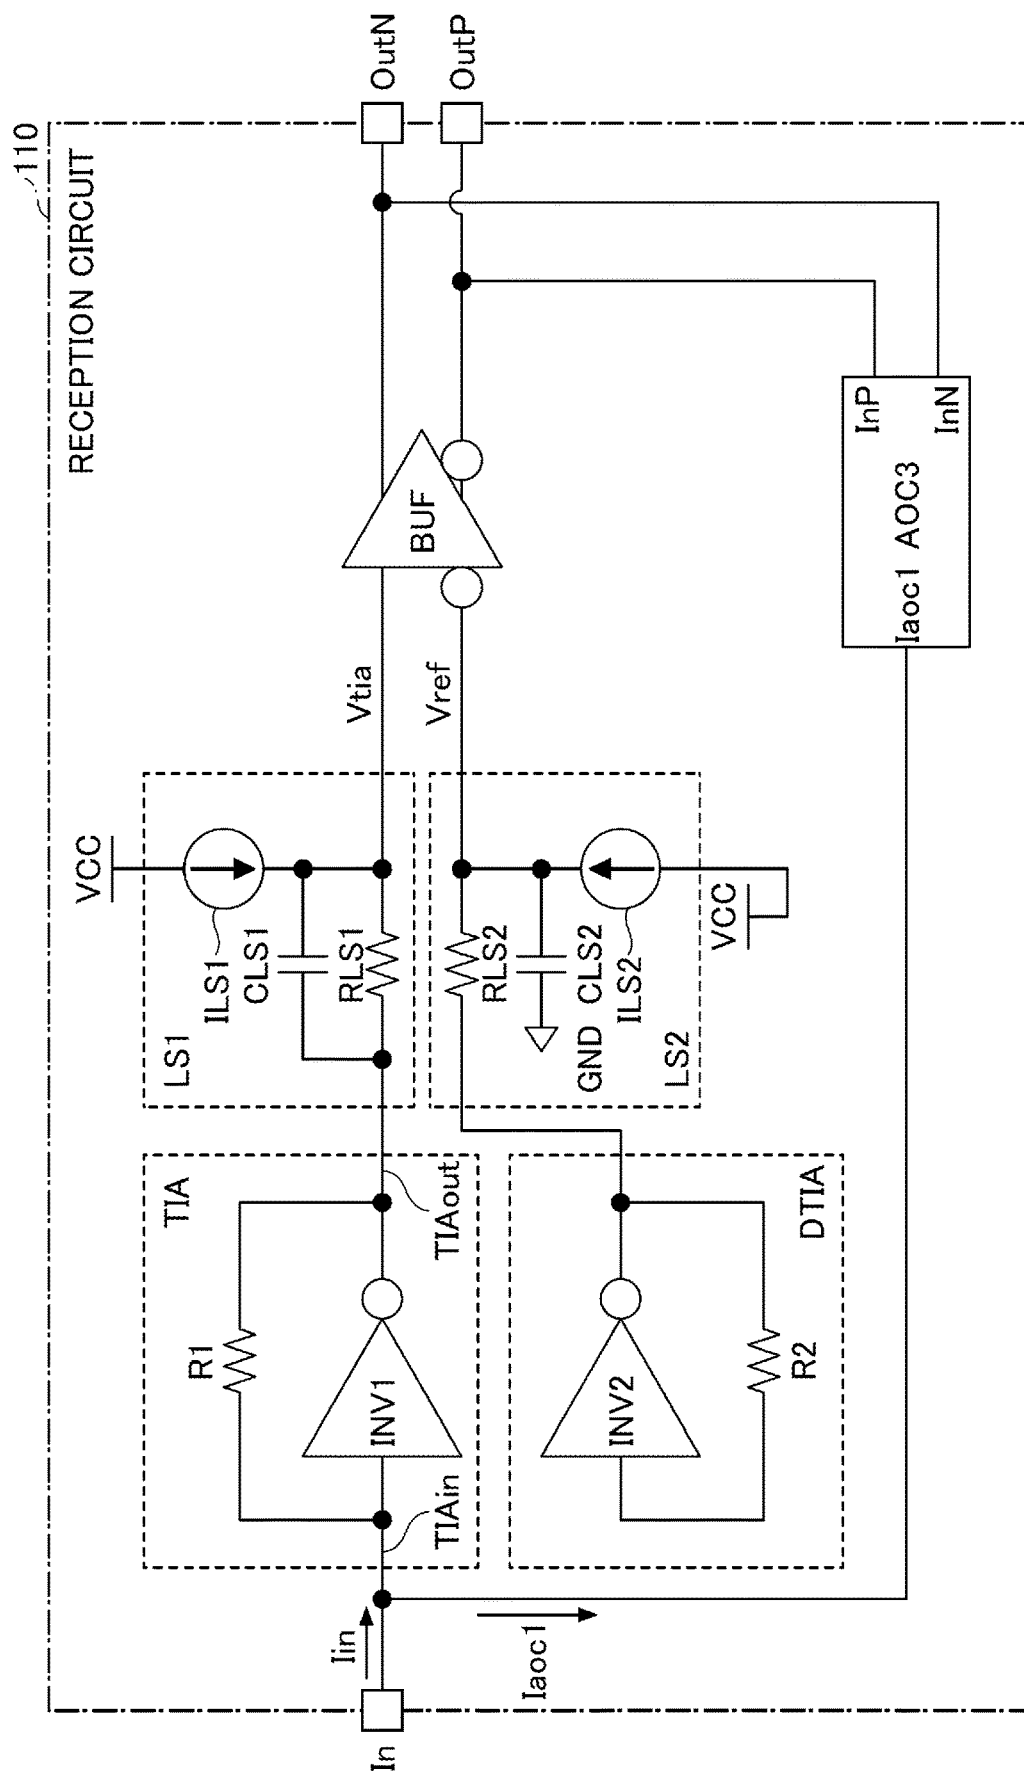 110
RECEPTION CIRCUIT
In
Iin
Iaoc1
TIAin
TIA
R1
INV1
TIAout
DTIA
INV2
R2
LS1
VCC
ILS1
CLS1
RLS1
LS2
RLS2
GND CLS2
ILS2
VCC
Vtia
Vref
BUF
Iaoc1 AOC3
InP
InN
OutN
OutP